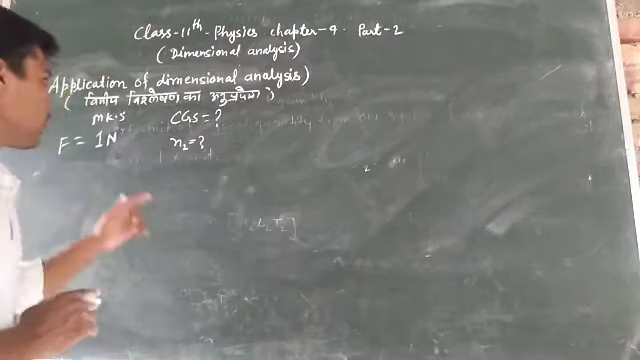 Class-11th Physics chapter-4 Part-2
(Dimensional analysis)
Application of dimensional analysis)
(विमीय विश्लेषण का अनुप्रयोग)
M.K.S CGS = ?
F = 1N n₂ = ?